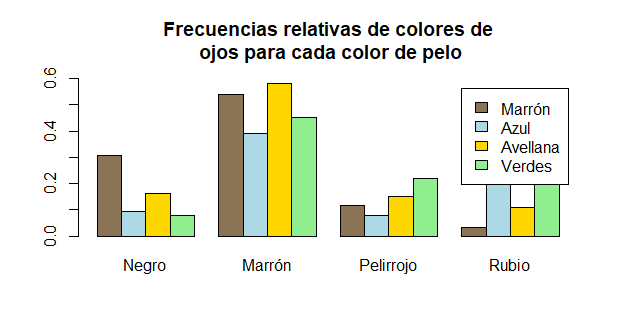 Frecuencias relativas de colores de
ojos para cada color de pelo
0.6
0.4
0.2
0.0
Marrón
Azul
Avellana
Verdes
Negro
Marrón
Pelirrojo
Rubio